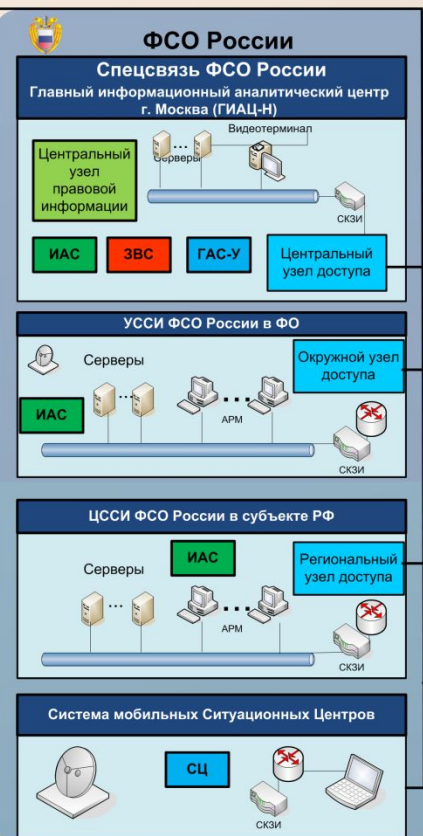 ФСО России
Спецсвязь ФСО России
Главный информационный аналитический центр
г. Москва (ГИАЦ-Н)
Центральный
узел
правовой
информации
Серверы
Видеотерминал
СКЗИ
ИАС
ЗВС
ГАС-У
Центральный
узел доступа
УССИ ФСО России в ФО
Серверы
Окружной узел
доступа
ИАС
АРМ
СКЗИ
ЦССИ ФСО России в субъекте РФ
ИАС
Серверы
Региональный
узел доступа
АРМ
СКЗИ
Система мобильных Ситуационных Центров
СЦ
СКЗИ